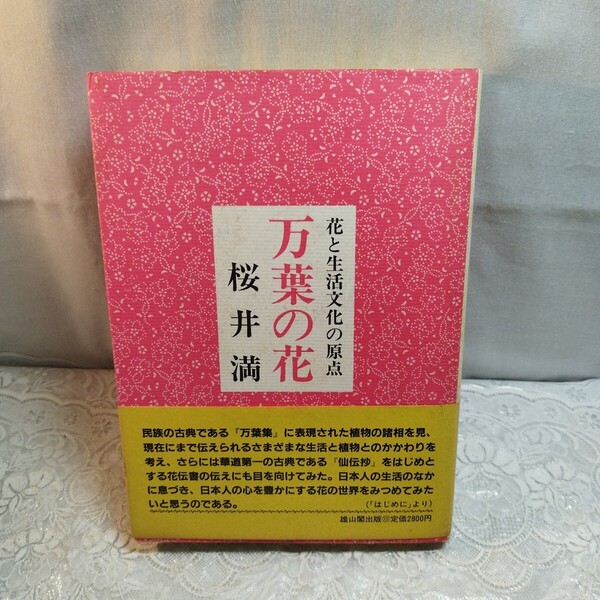 花と生活文化の原点
万葉の花
桜井満
民族の古典である『万葉集』に表現された植物の諸相を見、
現在にまで伝えられるさまざまな生活と植物とのかかわりを
考え、さらには華道第一の古典である『仙伝抄』をはじめと
する花伝書の伝えにも目を向けてみた。日本人の生活のなか
に息づき、日本人の心を豊かにする花の世界をみつめてみた
いと思うのである。
(「はじめに」より)
雄山閣出版 定価2800円